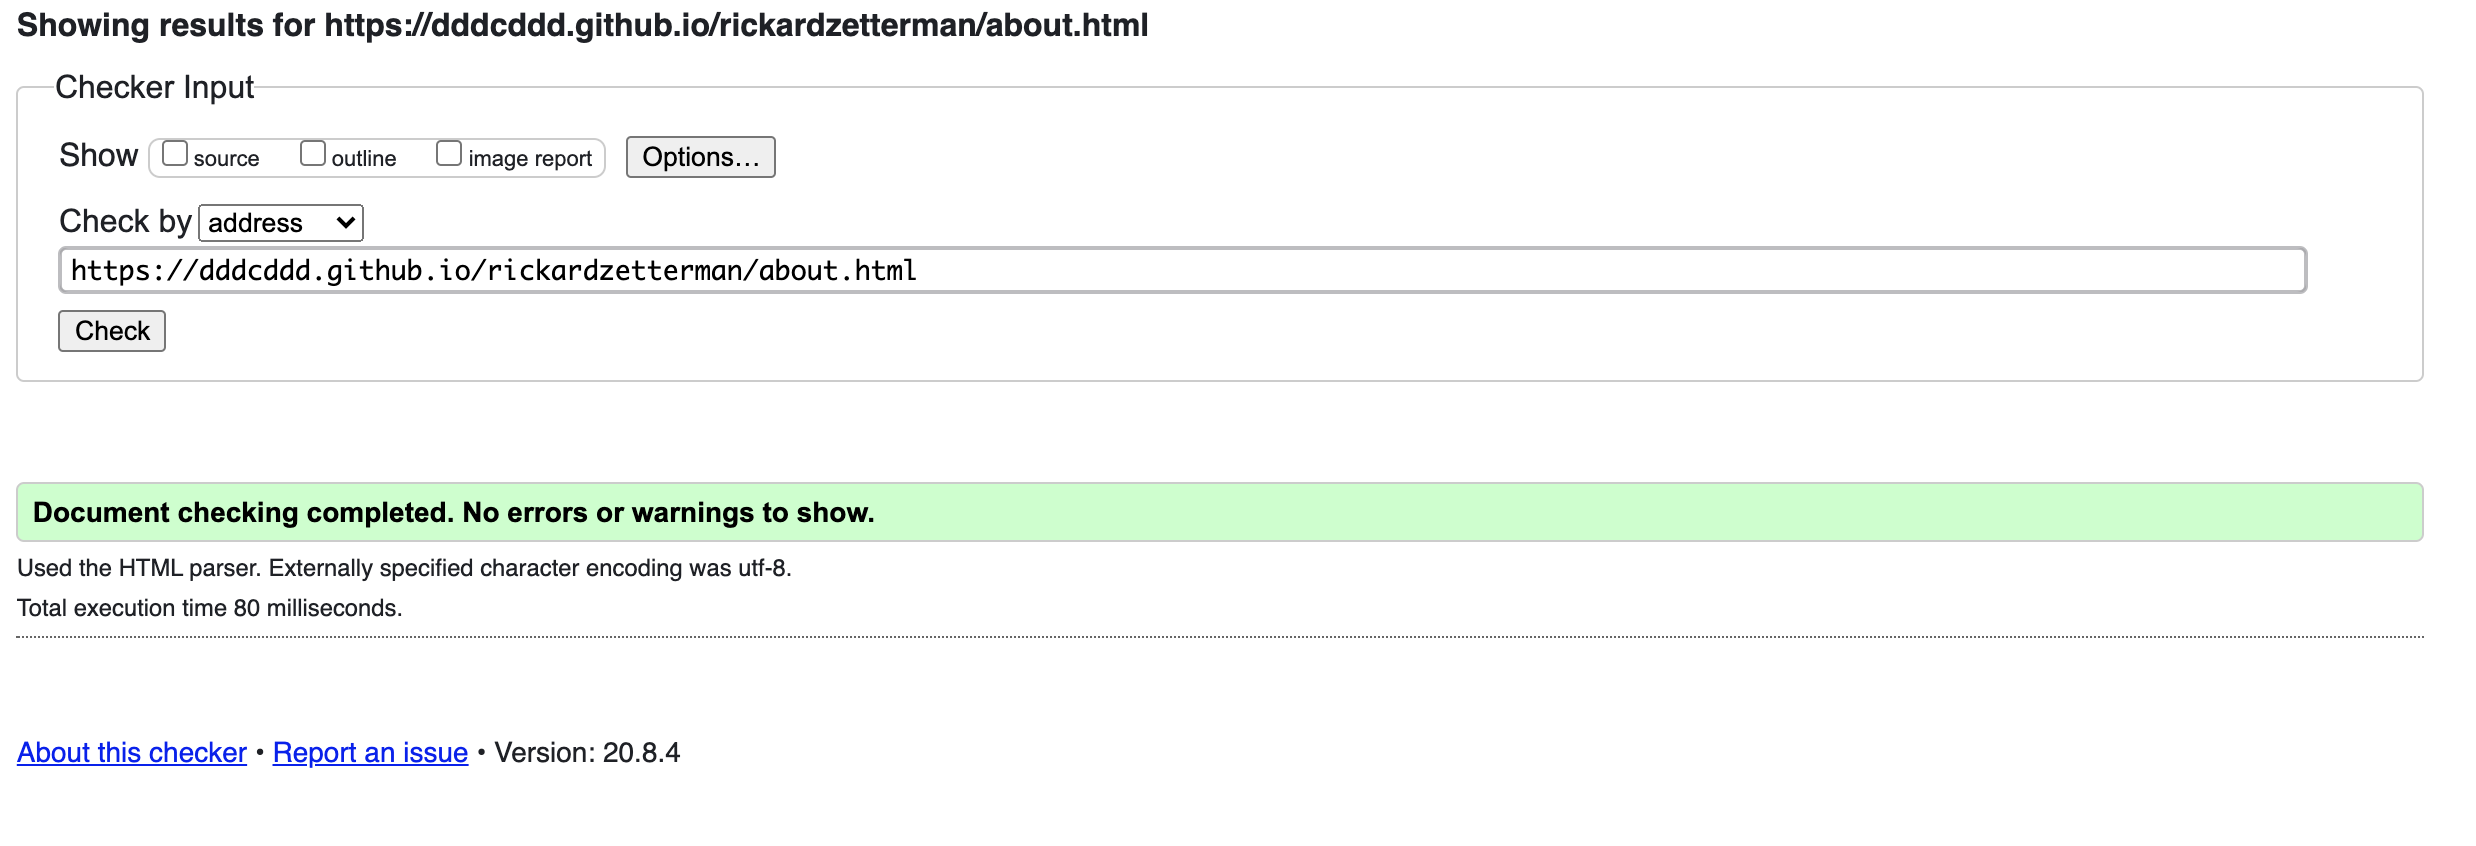 Showing results for https://dddcddd.github.io/rickardzetterman/about.html
Checker Input
Show source outline image report Options…
Check by address
https://dddcddd.github.io/rickardzetterman/about.html
Check
Document checking completed. No errors or warnings to show.
Used the HTML parser. Externally specified character encoding was utf-8.
Total execution time 80 milliseconds.
About this checker • Report an issue • Version: 20.8.4